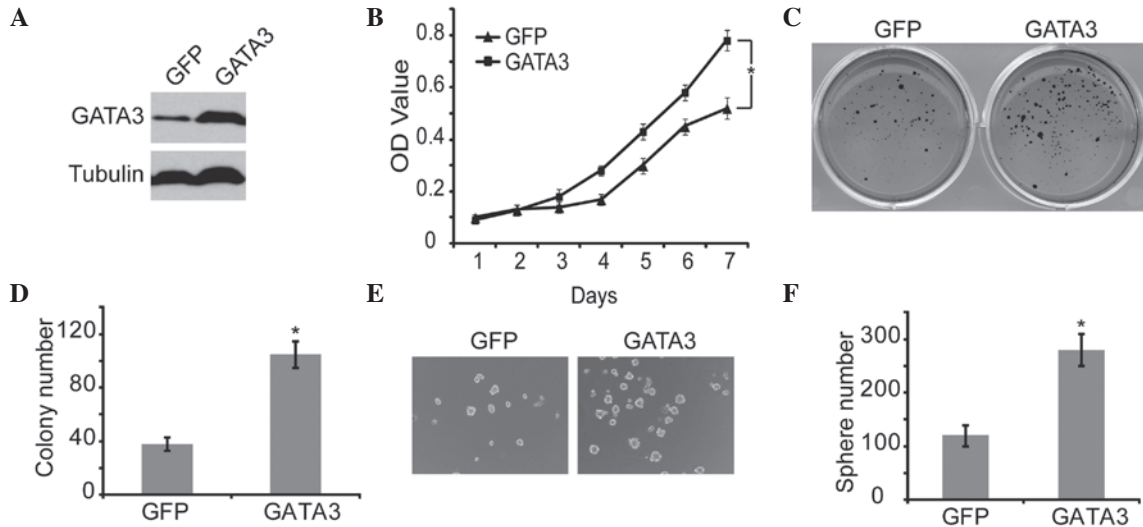 A
GFP
GATA3
GATA3
Tubulin
B
OD Value
0.8
0.6
0.4
0.2
0
GFP
GATA3
*
1 2 3 4 5 6 7
Days
C
GFP GATA3
D
Colony number
120
80
40
0
*
GFP GATA3
E
GFP GATA3
F
Sphere number
300
200
100
0
*
GFP GATA3